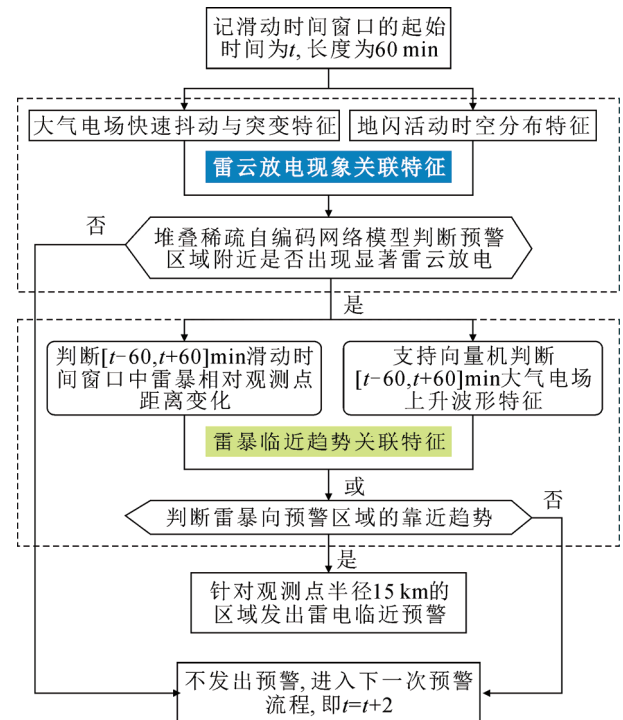 记滑动时间窗口的起始
时间为t, 长度为60 min
大气电场快速抖动与突变特征
地闪活动时空分布特征
雷云放电现象关联特征
否
堆叠稀疏自编码网络模型判断预警
区域附近是否出现显著雷云放电
是
判断[t−60,t+60]min滑动时
间窗口中雷暴相对观测点
距离变化
支持向量机判断
[t−60,t+60]min大气电场
上升波形特征
雷暴临近趋势关联特征
或
否
判断雷暴向预警区域的靠近趋势
是
针对观测点半径15 km的
区域发出雷电临近预警
不发出预警, 进入下一次预警
流程, 即t=t+2